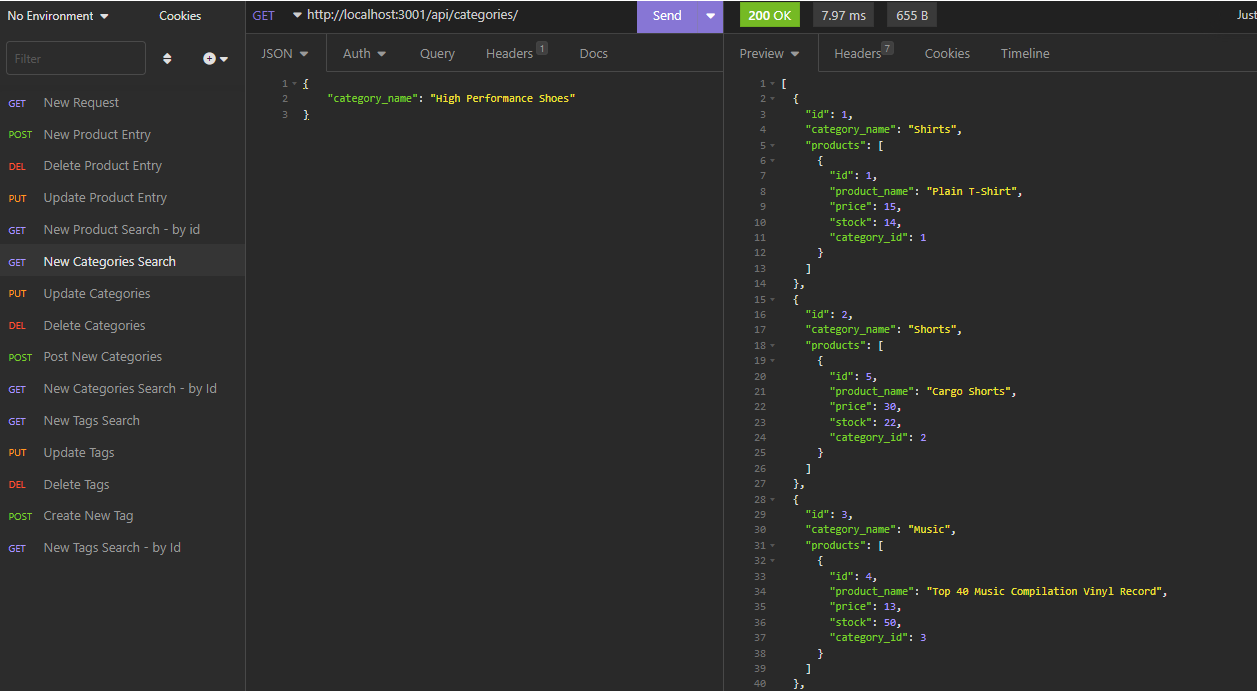 No Environment Cookies
Filter
GET New Request
POST New Product Entry
DEL Delete Product Entry
PUT Update Product Entry
GET New Product Search - by id
GET New Categories Search
PUT Update Categories
DEL Delete Categories
POST Post New Categories
GET New Categories Search - by Id
GET New Tags Search
PUT Update Tags
DEL Delete Tags
POST Create New Tag
GET New Tags Search - by Id
GET http://localhost:3001/api/categories/ Send
JSON Auth Query Headers 1 Docs
1 {
2 "category_name": "High Performance Shoes"
3 }
200 OK 7.97 ms 655 B Just
Preview Headers 7 Cookies Timeline
1 [
2 {
3 "id": 1,
4 "category_name": "Shirts",
5 "products": [
6 {
7 "id": 1,
8 "product_name": "Plain T-Shirt",
9 "price": 15,
10 "stock": 14,
11 "category_id": 1
12 }
13 ]
14 },
15 {
16 "id": 2,
17 "category_name": "Shorts",
18 "products": [
19 {
20 "id": 5,
21 "product_name": "Cargo Shorts",
22 "price": 30,
23 "stock": 22,
24 "category_id": 2
25 }
26 ]
27 },
28 {
29 "id": 3,
30 "category_name": "Music",
31 "products": [
32 {
33 "id": 4,
34 "product_name": "Top 40 Music Compilation Vinyl Record",
35 "price": 13,
36 "stock": 50,
37 "category_id": 3
38 }
39 ]
40 },